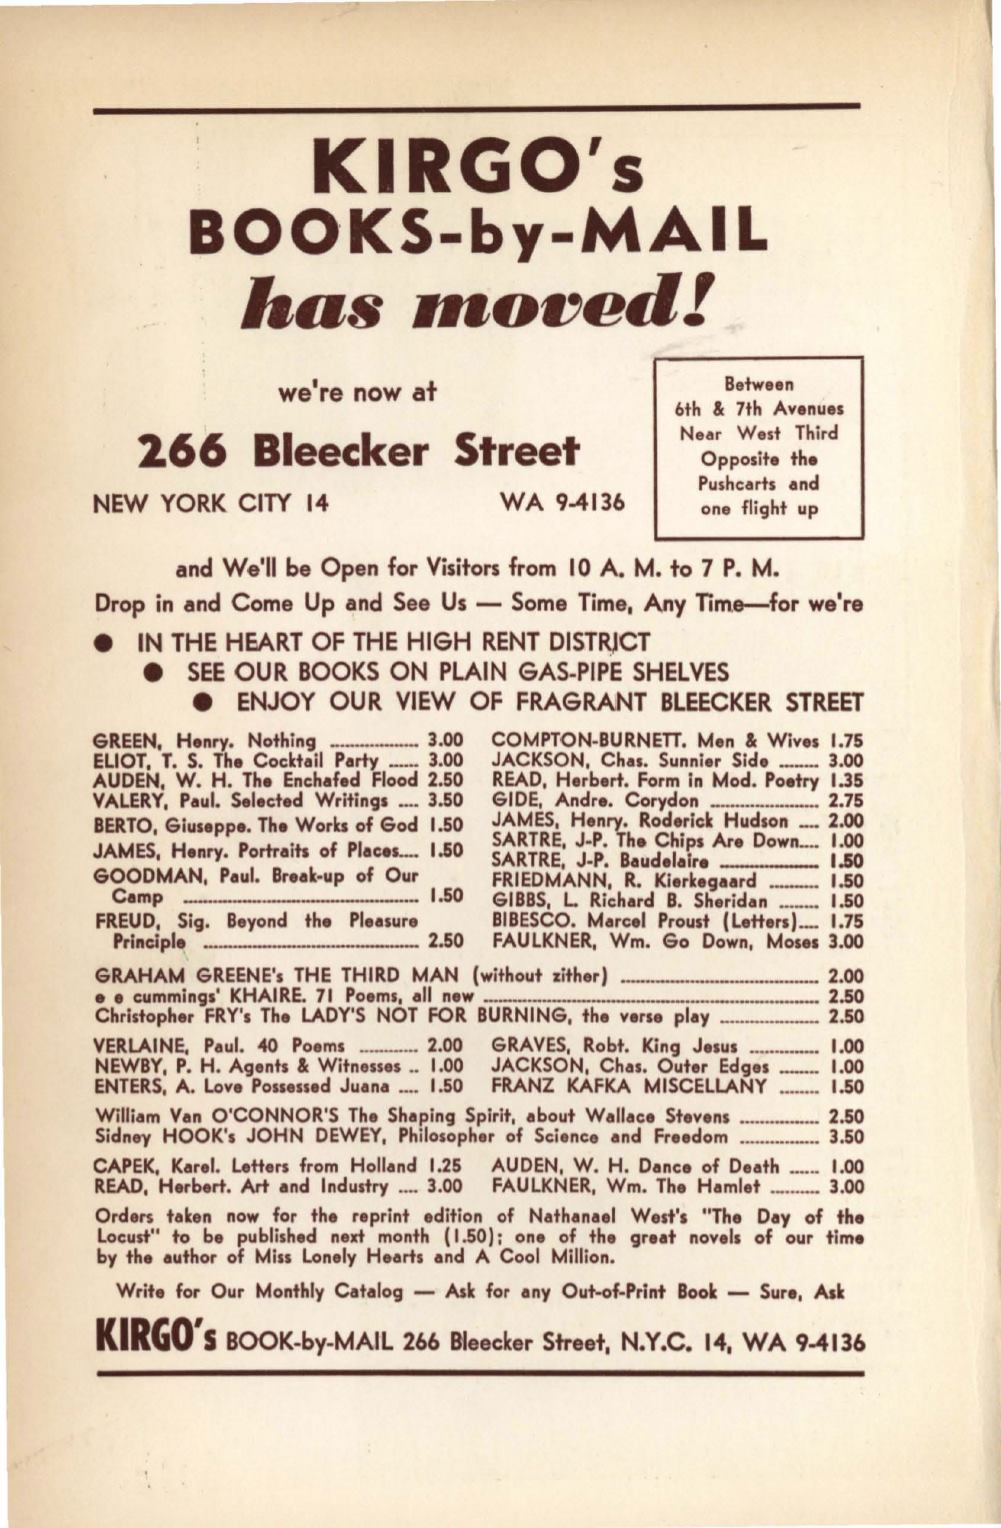 KIRGO's
BOOKS-by-MAIL
has moved!
we're now at
266 Bleecker Street
NEW YORK CITY 14 WA 9-4136
Between
6th & 7th Avenues
Near West Third
Opposite the
Pushcarts and
one flight up
and We'll be Open for Visitors from 10 A. M. to 7 P. M.
Drop in and Come Up and See Us — Some Time, Any Time—for we're
● IN THE HEART OF THE HIGH RENT DISTRICT
● SEE OUR BOOKS ON PLAIN GAS-PIPE SHELVES
● ENJOY OUR VIEW OF FRAGRANT BLEECKER STREET
GREEN, Henry. Nothing ........ 3.00
ELIOT, T. S. The Cocktail Party ...... 3.00
AUDEN, W. H. The Enchafed Flood 2.50
VALERY, Paul. Selected Writings .... 3.50
BERTO, Giuseppe. The Works of God 1.50
JAMES, Henry. Portraits of Places.... 1.50
GOODMAN, Paul. Break-up of Our
Camp ........ 1.50
FREUD, Sig. Beyond the Pleasure
Principle ........ 2.50
COMPTON-BURNETT. Men & Wives 1.75
JACKSON, Chas. Sunnier Side ........ 3.00
READ, Herbert. Form in Mod. Poetry 1.35
GIDE, Andre. Corydon ........ 2.75
JAMES, Henry. Roderick Hudson .... 2.00
SARTRE, J-P. The Chips Are Down.... 1.00
SARTRE, J-P. Baudelaire ........ 1.50
FRIEDMANN, R. Kierkegaard ........ 1.50
GIBBS, L. Richard B. Sheridan ........ 1.50
BIBESCO. Marcel Proust (Letters).... 1.75
FAULKNER, Wm. Go Down, Moses 3.00
GRAHAM GREENE's THE THIRD MAN (without zither) ........ 2.00
e e cummings' KHAIRE. 71 Poems, all new ........ 2.50
Christopher FRY's The LADY'S NOT FOR BURNING, the verse play ........ 2.50
VERLAINE, Paul. 40 Poems ........ 2.00
NEWBY, P. H. Agents & Witnesses .. 1.00
ENTERS, A. Love Possessed Juana .... 1.50
GRAVES, Robt. King Jesus ........ 1.00
JACKSON, Chas. Outer Edges ........ 1.00
FRANZ KAFKA MISCELLANY ........ 1.50
William Van O'CONNOR'S The Shaping Spirit, about Wallace Stevens ........ 2.50
Sidney HOOK's JOHN DEWEY, Philosopher of Science and Freedom ........ 3.50
CAPEK, Karel. Letters from Holland 1.25
READ, Herbert. Art and Industry .... 3.00
AUDEN, W. H. Dance of Death ...... 1.00
FAULKNER, Wm. The Hamlet ........ 3.00
Orders taken now for the reprint edition of Nathanael West's "The Day of the
Locust" to be published next month (1.50); one of the great novels of our time
by the author of Miss Lonely Hearts and A Cool Million.
Write for Our Monthly Catalog — Ask for any Out-of-Print Book — Sure, Ask
KIRGO's BOOK-by-MAIL 266 Bleecker Street, N.Y.C. 14, WA 9-4136